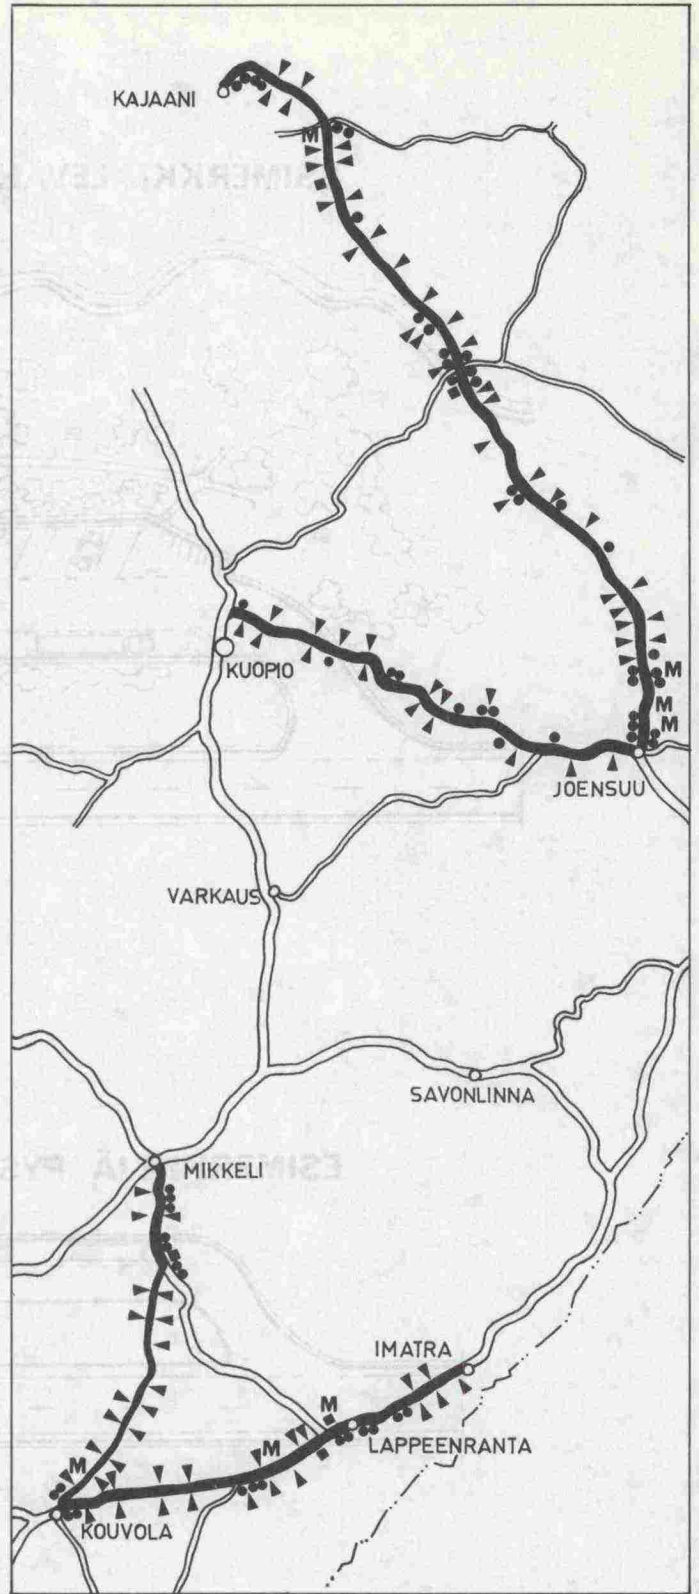 KAJAANI
M
KUOPIO
M
M
M
JOENSUU
VARKAUS
SAVONLINNA
MIKKELI
IMATRA
M
LAPPEENRANTA
M
M
KOUVOLA